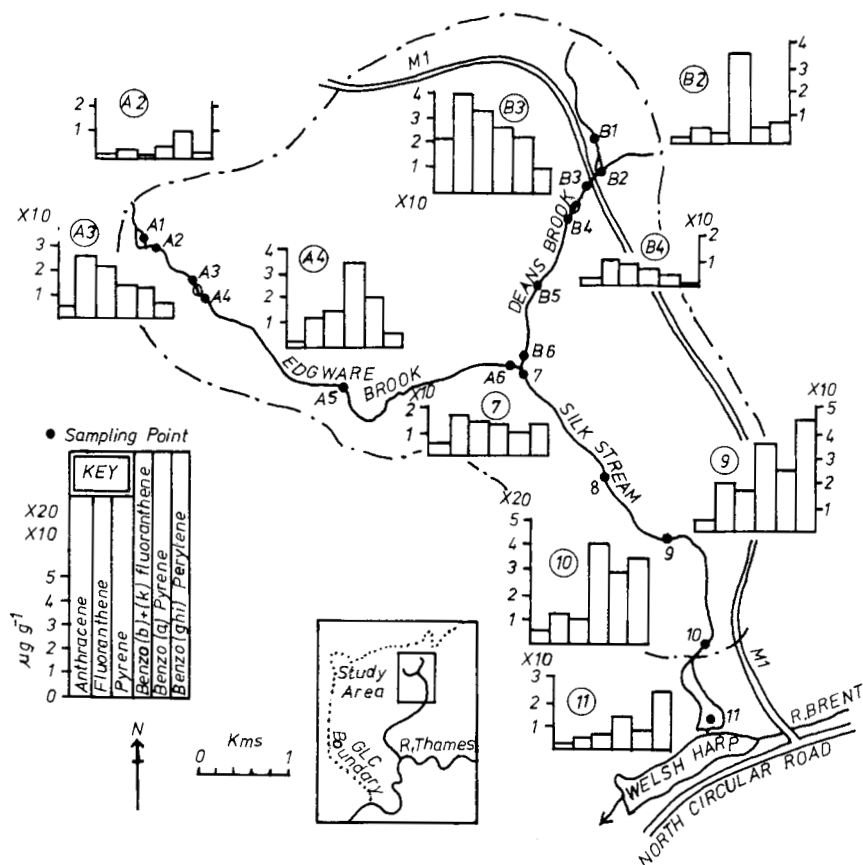 M1
A2
2
1
B3
4
3
2
1
X10
B2
4
3
2
1
B1
B2
B3
B4
DEANS BROOK
B5
B4
X10
2
1
X10
A3
3
2
1
A1
A2
A3
A4
A4
4
3
2
1
EDGWARE
BROOK
A5
A6
B6
7
X10
7
2
1
SILK STREAM
8
9
X10
9
5
4
3
2
1
Sampling Point
KEY
X20
X10
5
4
3
2
1
0
µg g⁻¹
Anthracene
Fluoranthene
Pyrene
Benzo(b)+(k) fluoranthene
Benzo (a) Pyrene
Benzo(ghi) Perylene
X20
10
5
4
3
2
1
10
X10
11
3
2
1
11
M1
R.BRENT
WELSH HARP
NORTH CIRCULAR ROAD
N
Kms
0
1
Study
Area
GLC
Boundary
R,Thames